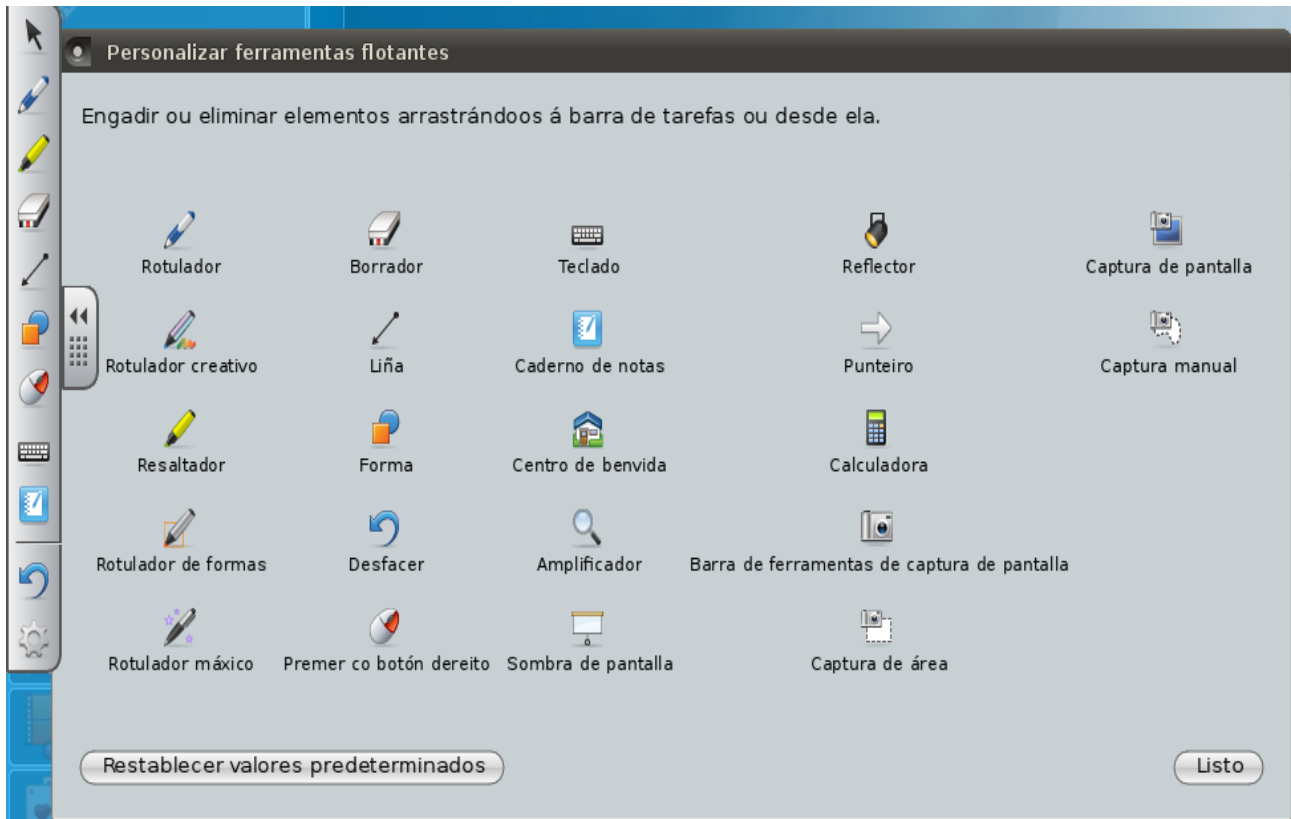 Personalizar ferramentas flotantes
Engadir ou eliminar elementos arrastrándoos á barra de tarefas ou desde ela.
Rotulador Borrador Teclado Reflector Captura de pantalla
Rotulador creativo Liña Caderno de notas Punteiro Captura manual
Resaltador Forma Centro de benvida Calculadora
Rotulador de formas Desfacer Amplificador Barra de ferramentas de captura de pantalla
Rotulador máxico Premer co botón dereito Sombra de pantalla Captura de área
Restablecer valores predeterminados Listo